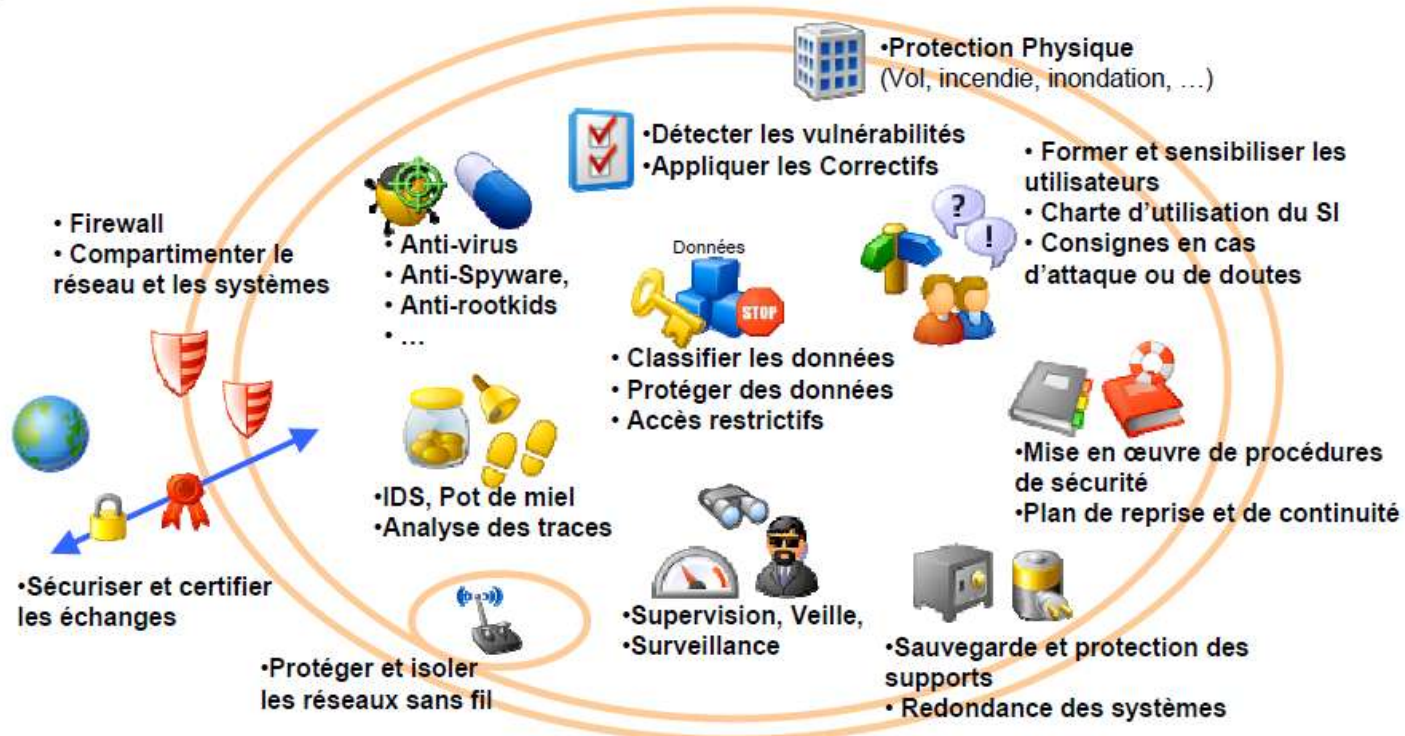 •Protection Physique
(Vol, incendie, inondation, …)
•Détecter les vulnérabilités
•Appliquer les Correctifs
• Former et sensibiliser les
utilisateurs
• Charte d'utilisation du SI
• Consignes en cas
d'attaque ou de doutes
• Firewall
• Compartimenter le
réseau et les systèmes
• Anti-virus
• Anti-Spyware,
• Anti-rootkids
• …
Données
STOP
?
!
• Classifier les données
• Protéger des données
• Accès restrictifs
•Mise en œuvre de procédures
de sécurité
•Plan de reprise et de continuité
•IDS, Pot de miel
•Analyse des traces
•Sécuriser et certifier
les échanges
•Supervision, Veille,
•Surveillance
•Sauvegarde et protection des
supports
• Redondance des systèmes
•Protéger et isoler
les réseaux sans fil